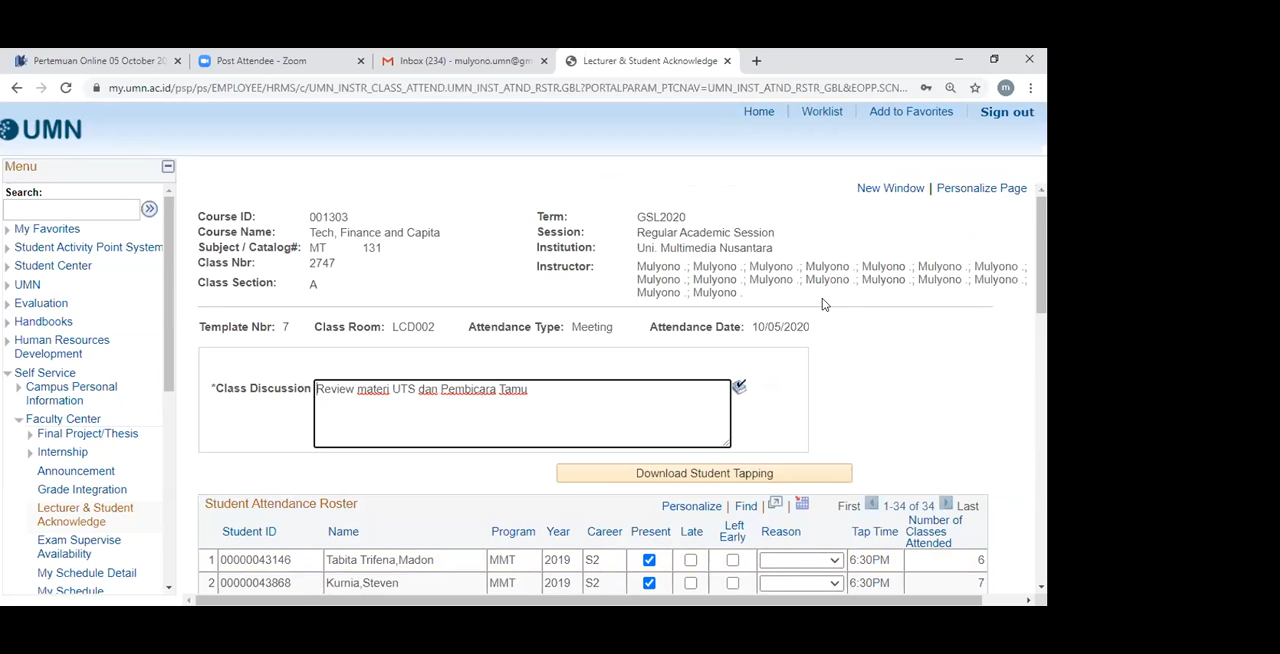 Pertemuan Online 05 October 20
Post Attendee - Zoom
Inbox (234) - mulyono.umn@gm
Lecturer & Student Acknowledge
my.umn.ac.id/psp/ps/EMPLOYEE/HRMS/c/UMN_INSTR_CLASS_ATTEND.UMN_INST_ATND_RSTR.GBL?PORTALPARAM_PTCNAV=UMN_INST_ATND_RSTR_GBL&EOPP.SCN...
m
Home | Worklist | Add to Favorites | Sign out
UMN
Menu
Search:
My Favorites
Student Activity Point System
Student Center
UMN
Evaluation
Handbooks
Human Resources
Development
Self Service
Campus Personal
Information
Faculty Center
Final Project/Thesis
Internship
Announcement
Grade Integration
Lecturer & Student
Acknowledge
Exam Supervise
Availability
My Schedule Detail
My Schedule
New Window | Personalize Page
Course ID: 001303 Term: GSL2020
Course Name: Tech, Finance and Capita Session: Regular Academic Session
Subject / Catalog#: MT 131 Institution: Uni. Multimedia Nusantara
Class Nbr: 2747 Instructor: Mulyono .; Mulyono .; Mulyono .; Mulyono .; Mulyono .; Mulyono .; Mulyono .;
Mulyono .; Mulyono .; Mulyono .; Mulyono .; Mulyono .; Mulyono .; Mulyono .;
Class Section: A Mulyono .; Mulyono .
Template Nbr: 7 Class Room: LCD002 Attendance Type: Meeting Attendance Date: 10/05/2020
*Class Discussion Review materi UTS dan Pembicara Tamu
Download Student Tapping
Student Attendance Roster Personalize | Find | | First 1-34 of 34 Last
Student ID Name Program Year Career Present Late Left Early Reason Tap Time Number of Classes Attended
1 00000043146 Tabita Trifena,Madon MMT 2019 S2 6:30PM 6
2 00000043868 Kurnia,Steven MMT 2019 S2 6:30PM 7